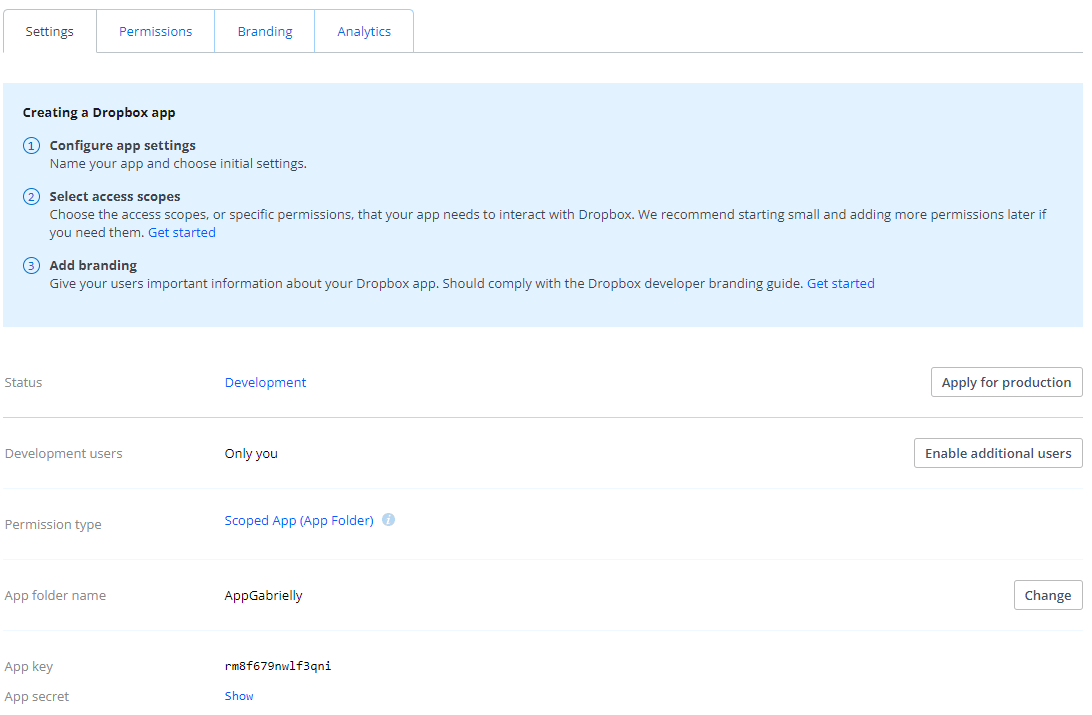 Settings Permissions Branding Analytics
Creating a Dropbox app
1 Configure app settings
Name your app and choose initial settings.
2 Select access scopes
Choose the access scopes, or specific permissions, that your app needs to interact with Dropbox. We recommend starting small and adding more permissions later if
you need them. Get started
3 Add branding
Give your users important information about your Dropbox app. Should comply with the Dropbox developer branding guide. Get started
Status Development Apply for production
Development users Only you Enable additional users
Permission type Scoped App (App Folder) i
App folder name AppGabrielly Change
App key rm8f679nwlf3qni
App secret Show